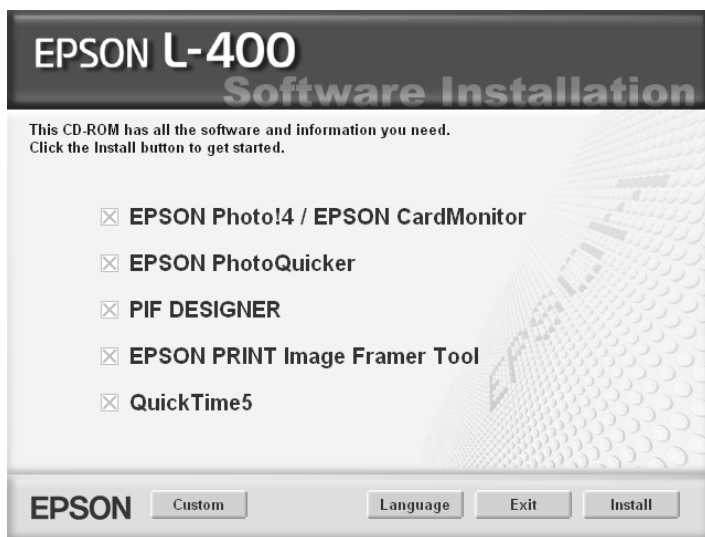 EPSON L-400
Software Installation
This CD-ROM has all the software and information you need.
Click the Install button to get started.
EPSON Photo!4 / EPSON CardMonitor
EPSON PhotoQuicker
PIF DESIGNER
EPSON PRINT Image Framer Tool
QuickTime5
EPSON
EPSON Custom Language Exit Install